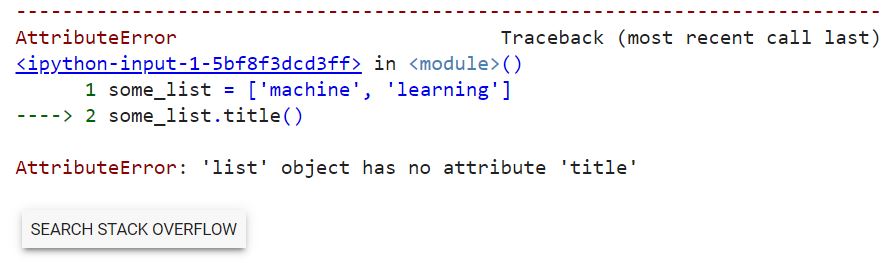 ---------------------------------------------------------------------------
AttributeError                            Traceback (most recent call last)
<ipython-input-1-5bf8f3dcd3ff> in <module>()
      1 some_list = ['machine', 'learning']
----> 2 some_list.title()
AttributeError: 'list' object has no attribute 'title'
SEARCH STACK OVERFLOW